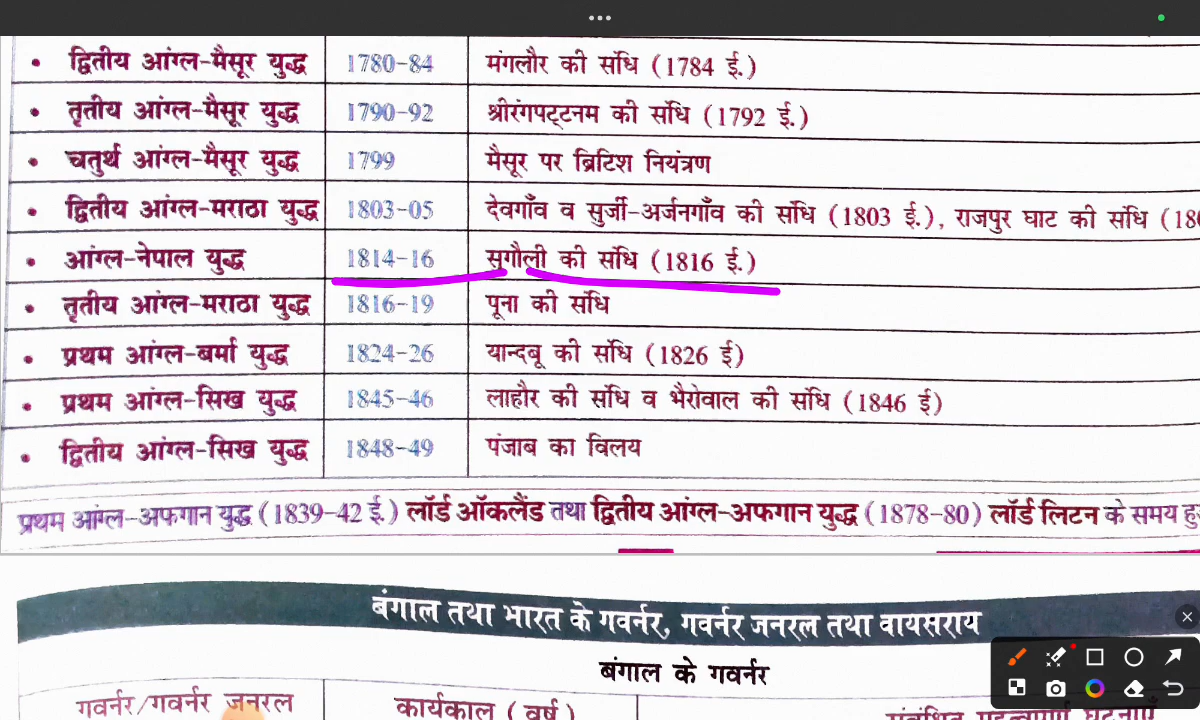 • द्वितीय आंग्ल-मैसूर युद्ध 1780-84 मंगलौर की संधि (1784 ई.)
• तृतीय आंग्ल-मैसूर युद्ध 1790-92 श्रीरंगपट्टनम की संधि (1792 ई.)
• चतुर्थ आंग्ल-मैसूर युद्ध 1799 मैसूर पर ब्रिटिश नियंत्रण
• द्वितीय आंग्ल-मराठा युद्ध 1803-05 देवगाँव व सुर्जी-अर्जनगाँव की संधि (1803 ई.), राजपुर घाट की संधि
• आंग्ल-नेपाल युद्ध 1814-16 सुगौली की संधि (1816 ई.)
• तृतीय आंग्ल-मराठा युद्ध 1816-19 पूना की संधि
• प्रथम आंग्ल-बर्मा युद्ध 1824-26 यान्दबू की संधि (1826 ई)
• प्रथम आंग्ल-सिख युद्ध 1845-46 लाहौर की संधि व भैरोवाल की संधि (1846 ई)
• द्वितीय आंग्ल-सिख युद्ध 1848-49 पंजाब का विलय
प्रथम आंग्ल-अफगान युद्ध (1839-42 ई.) लॉर्ड ऑकलैंड तथा द्वितीय आंग्ल-अफगान युद्ध (1878-80) लॉर्ड लिटन के समय
बंगाल तथा भारत के गवर्नर, गवर्नर जनरल तथा वायसराय
बंगाल के गवर्नर
गवर्नर/गवर्नर जनरल कार्यकाल (वर्ष)